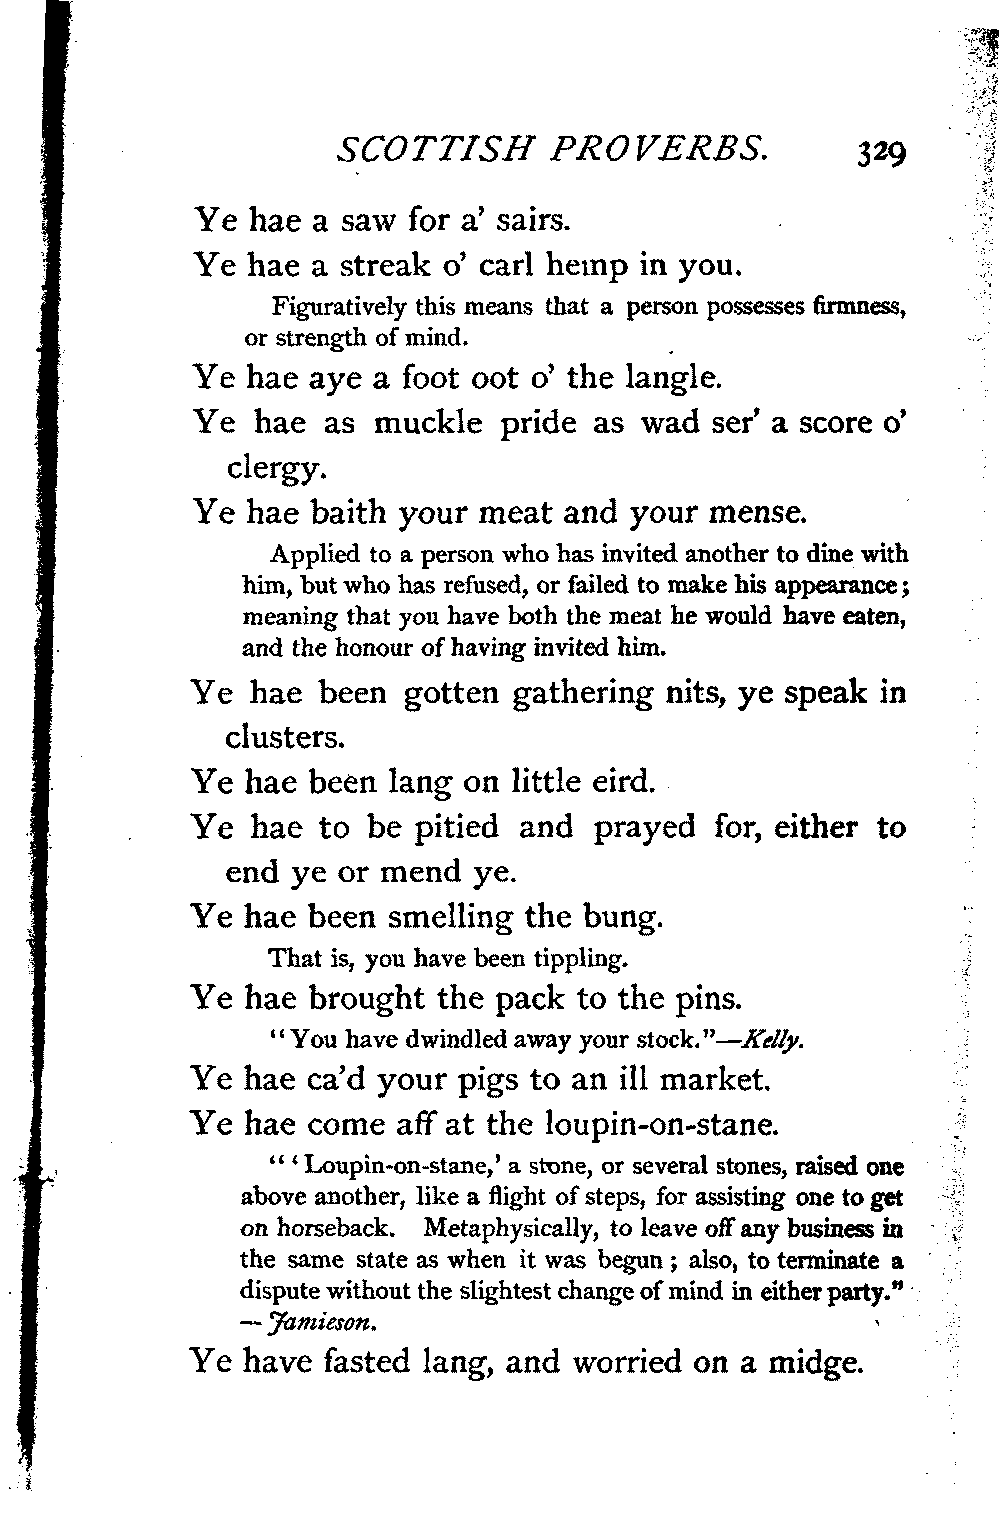 SCOTTISH PROVERBS. 329
Ye hae a saw for a' sairs.
Ye hae a streak o' carl hemp in you.
Figuratively this means that a person possesses firmness,
or strength of mind.
Ye hae aye a foot oot o' the langle.
Ye hae as muckle pride as wad ser' a score o'
clergy.
Ye hae baith your meat and your mense.
Applied to a person who has invited another to dine with
him, but who has refused, or failed to make his appearance;
meaning that you have both the meat he would have eaten,
and the honour of having invited him.
Ye hae been gotten gathering nits, ye speak in
clusters.
Ye hae been lang on little eird.
Ye hae to be pitied and prayed for, either to
end ye or mend ye.
Ye hae been smelling the bung.
That is, you have been tippling.
Ye hae brought the pack to the pins.
"You have dwindled away your stock."—Kelly.
Ye hae ca'd your pigs to an ill market.
Ye hae come aff at the loupin-on-stane.
"'Loupin-on-stane,' a stone, or several stones, raised one
above another, like a flight of steps, for assisting one to get
on horseback. Metaphysically, to leave off any business in
the same state as when it was begun; also, to terminate a
dispute without the slightest change of mind in either party."
—Jamieson.
Ye have fasted lang, and worried on a midge.